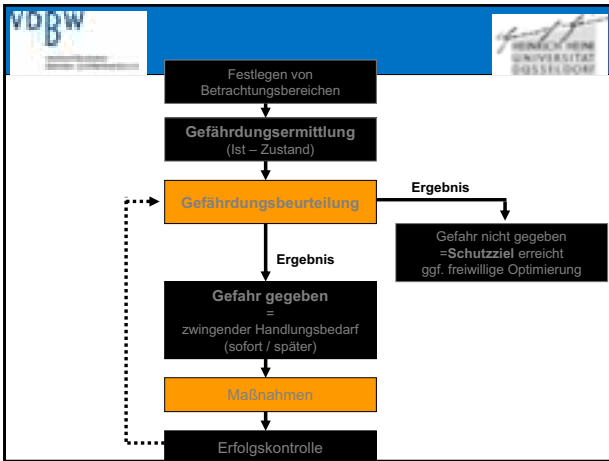 VDBW
HEINRICH HEINE
UNIVERSITÄT
DÜSSELDORF
Festlegen von
Betrachtungsbereichen
Gefährdungsermittlung
(Ist – Zustand)
Gefährdungsbeurteilung
Ergebnis
Gefahr nicht gegeben
=Schutzziel erreicht
ggf. freiwillige Optimierung
Ergebnis
Gefahr gegeben
=
zwingender Handlungsbedarf
(sofort / später)
Maßnahmen
Erfolgskontrolle